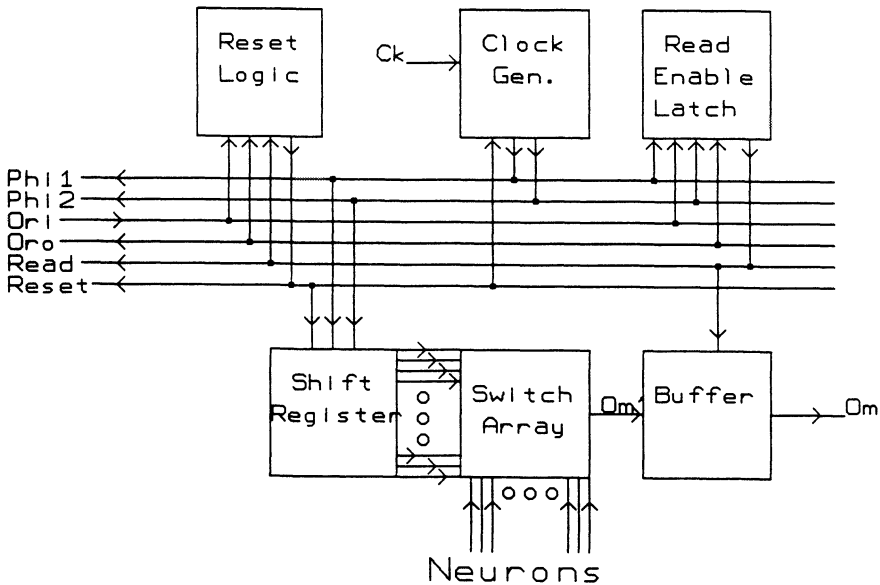 Reset
Logic
Ck
Clock
Gen.
Read
Enable
Latch
Phi1
Phi2
Ori
Oro
Read
Reset
Shift
Register
Switch
Array
Om'
Buffer
Om
Neurons